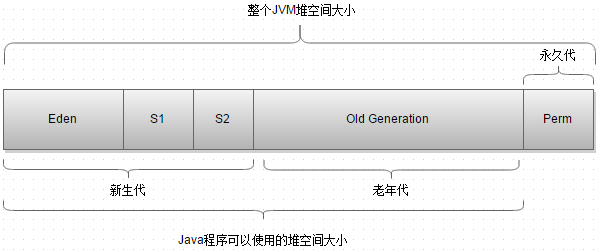 整个JVM堆空间大小
永久代
Eden
S1
S2
Old Generation
Perm
新生代
老年代
Java程序可以使用的堆空间大小